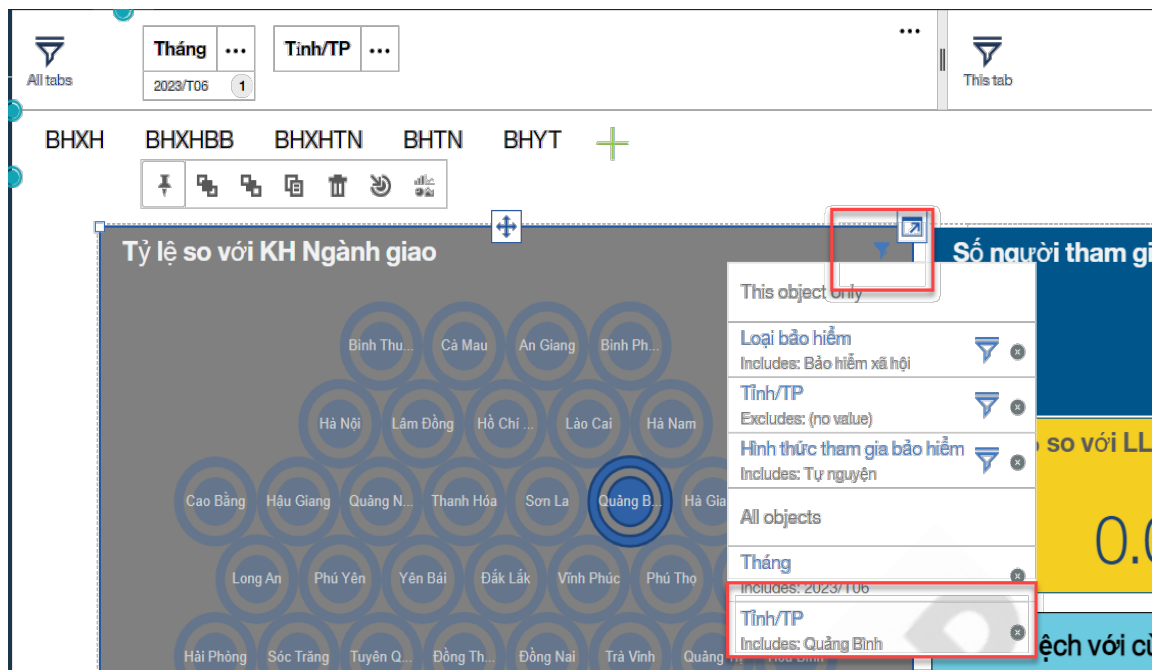 All tabs
Tháng ...
2023/T06 1
Tỉnh/TP ...
...
This tab
BHXH BHXHBB BHXHTN BHTN BHYT
Tỷ lệ so với KH Ngành giao
Số người tham gi
This object only
Loại bảo hiểm
Includes: Bảo hiểm xã hội
Tỉnh/TP
Excludes: (no value)
Hình thức tham gia bảo hiểm
Includes: Tự nguyện
All objects
Tháng
Includes: 2023/T06
Tỉnh/TP
Includes: Quảng Bình
Bình Thu... Cà Mau An Giang Bình Ph...
Hà Nội Lâm Đồng Hồ Chí ... Lào Cai Hà Nam
Cao Bằng Hậu Giang Quảng N... Thanh Hóa Sơn La Quảng B... Hà Gia
Long An Phú Yên Yên Bái Đắk Lắk Vĩnh Phúc Phú Thọ
Hải Phòng Sóc Trăng Tuyên Q... Đồng Th... Đồng Nai Trà Vinh Quảng
so với LL
0.0
ệch với cù